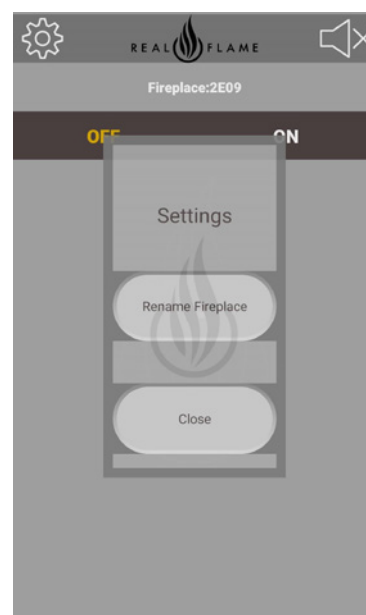 REAL FLAME
Fireplace:2E09
OFF ON
Settings
Rename Fireplace
Close